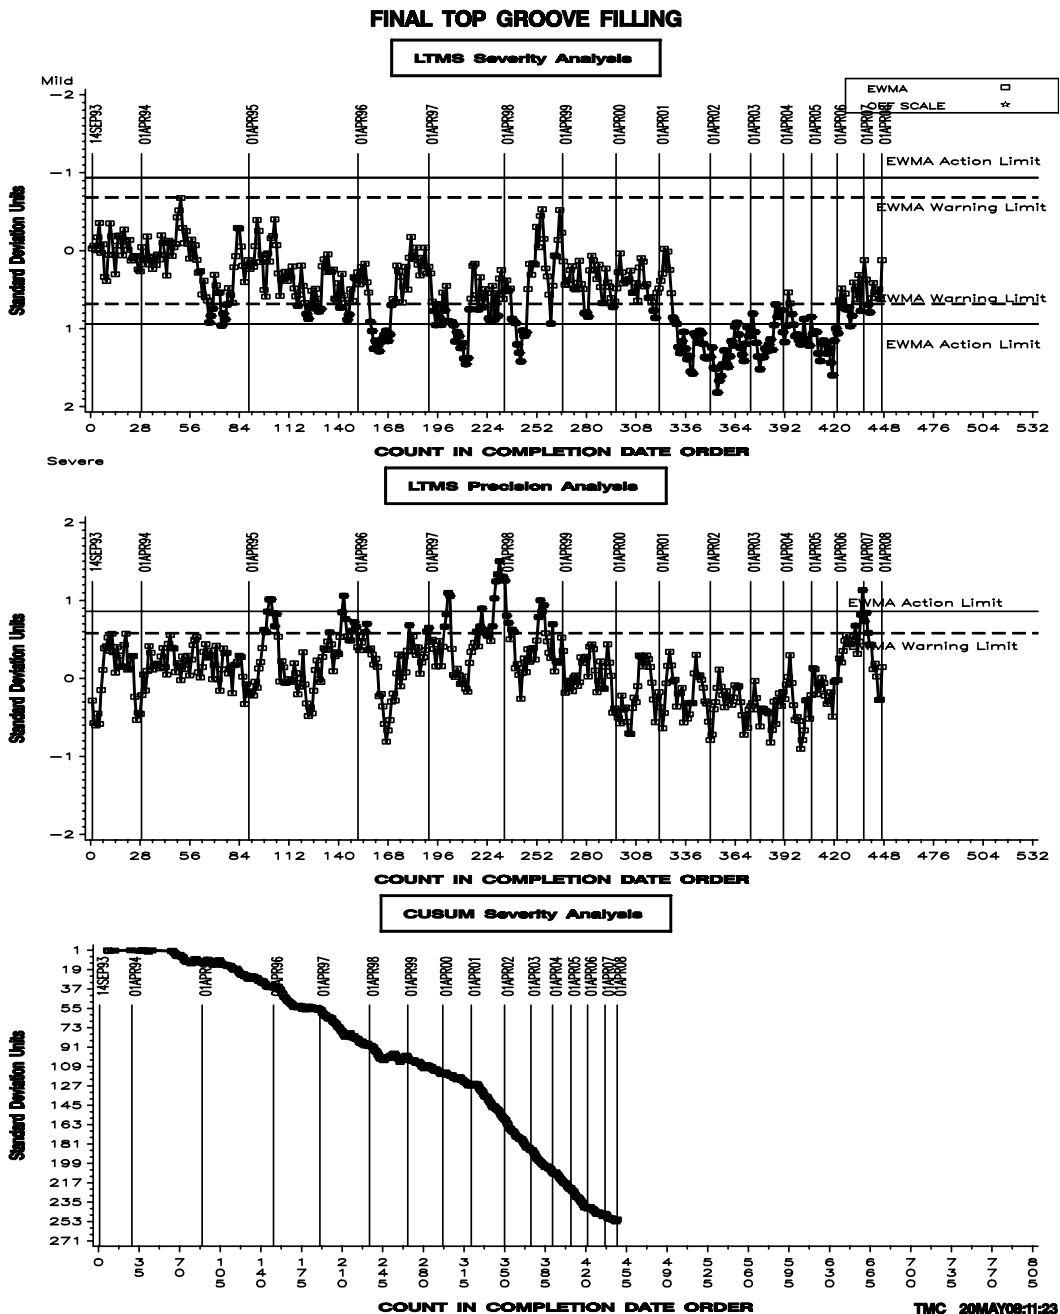 FINAL TOP GROOVE FILLING
LTMS Severity Analysis
Mild
EWMA
OFF SCALE
14SEP93 01APR94 01APR95 01APR96 01APR97 01APR98 01APR99 01APR00 01APR01 01APR02 01APR03 01APR04 01APR05 01APR06 01APR07 01APR08
Standard Deviation Units
-2
-1
0
1
2
EWMA Action Limit
EWMA Warning Limit
EWMA Warning Limit
EWMA Action Limit
0 28 56 84 112 140 168 196 224 252 280 308 336 364 392 420 448 476 504 532
COUNT IN COMPLETION DATE ORDER
Severe
LTMS Precision Analysis
14SEP93 01APR94 01APR95 01APR96 01APR97 01APR98 01APR99 01APR00 01APR01 01APR02 01APR03 01APR04 01APR05 01APR06 01APR07 01APR08
Standard Deviation Units
2
1
0
-1
-2
EWMA Action Limit
EWMA Warning Limit
0 28 56 84 112 140 168 196 224 252 280 308 336 364 392 420 448 476 504 532
COUNT IN COMPLETION DATE ORDER
CUSUM Severity Analysis
14SEP93 01APR94 01APR96 01APR97 01APR98 01APR99 01APR00 01APR01 01APR02 01APR03 01APR04 01APR05 01APR06 01APR07 01APR08
Standard Deviation Units
1
19
37
55
73
91
109
127
145
163
181
199
217
235
253
271
0 35 70 105 140 175 210 245 280 315 350 385 420 455 490 525 560 595 630 665 700 735 770 805
COUNT IN COMPLETION DATE ORDER
TMC 20MAY08:11:23